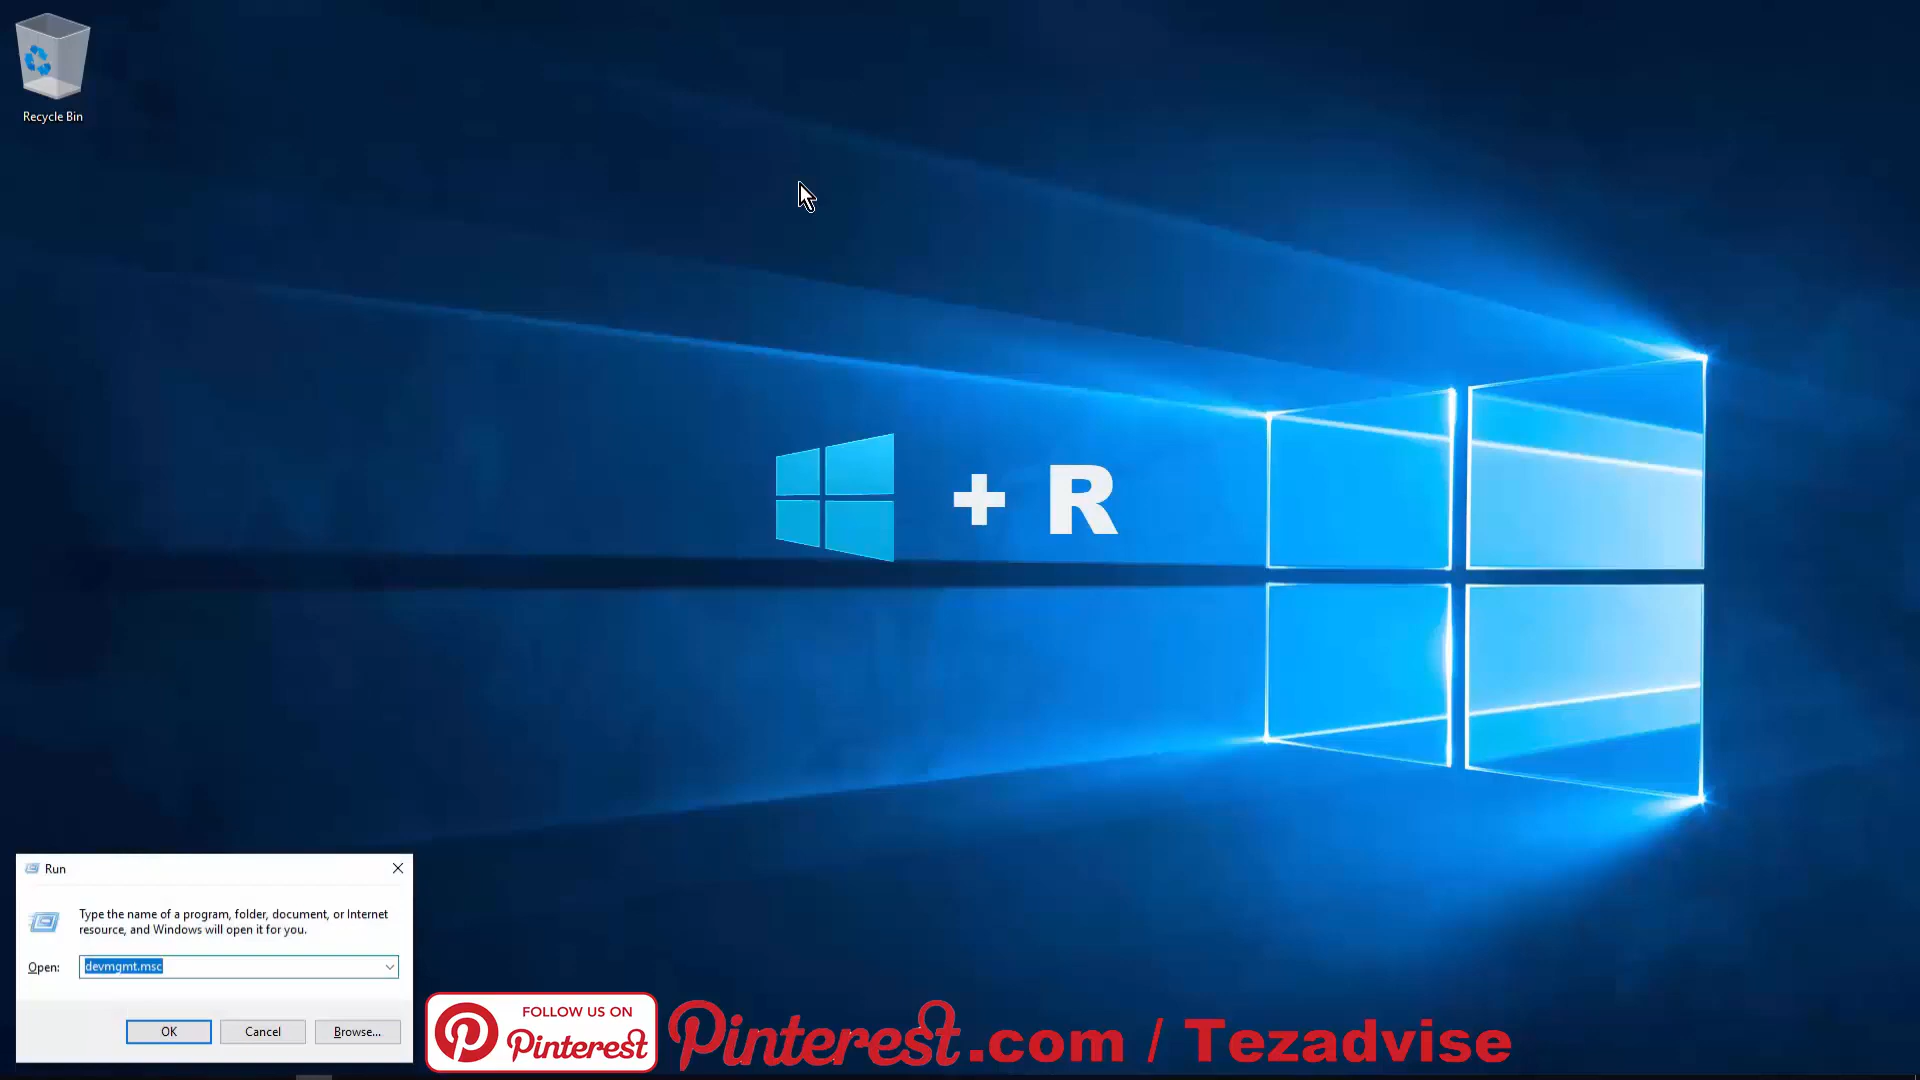 Recycle Bin
+ R
Run
Type the name of a program, folder, document, or Internet
resource, and Windows will open it for you.
Open: devmgmt.msc
OK Cancel Browse...
FOLLOW US ON
Pinterest
Pinterest.com / Tezadvise